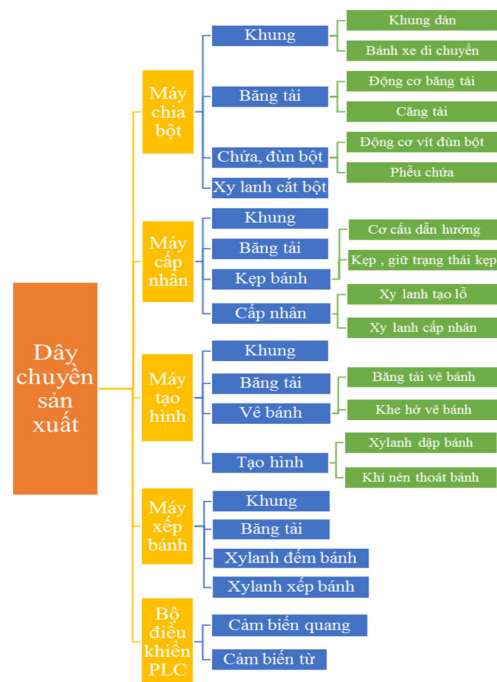 Dây
chuyền
sản
xuất
Máy
chia
bột
Khung
Khung dàn
Bánh xe di chuyển
Băng tải
Động cơ băng tải
Căng tải
Chứa, đùn bột
Động cơ vít đùn bột
Phễu chứa
Xy lanh cắt bột
Máy
cấp
nhân
Khung
Băng tải
Kẹp bánh
Cơ cấu dẫn hướng
Kẹp , giữ trạng thái kẹp
Cấp nhân
Xy lanh tạo lỗ
Xy lanh cấp nhân
Máy
tạo
hình
Khung
Băng tải
Vê bánh
Băng tải vê bánh
Khe hở vê bánh
Tạo hình
Xylanh dập bánh
Khí nén thoát bánh
Máy
xếp
bánh
Khung
Băng tải
Xylanh đếm bánh
Xylanh xếp bánh
Bộ
điều
khiển
PLC
Cảm biến quang
Cảm biến từ